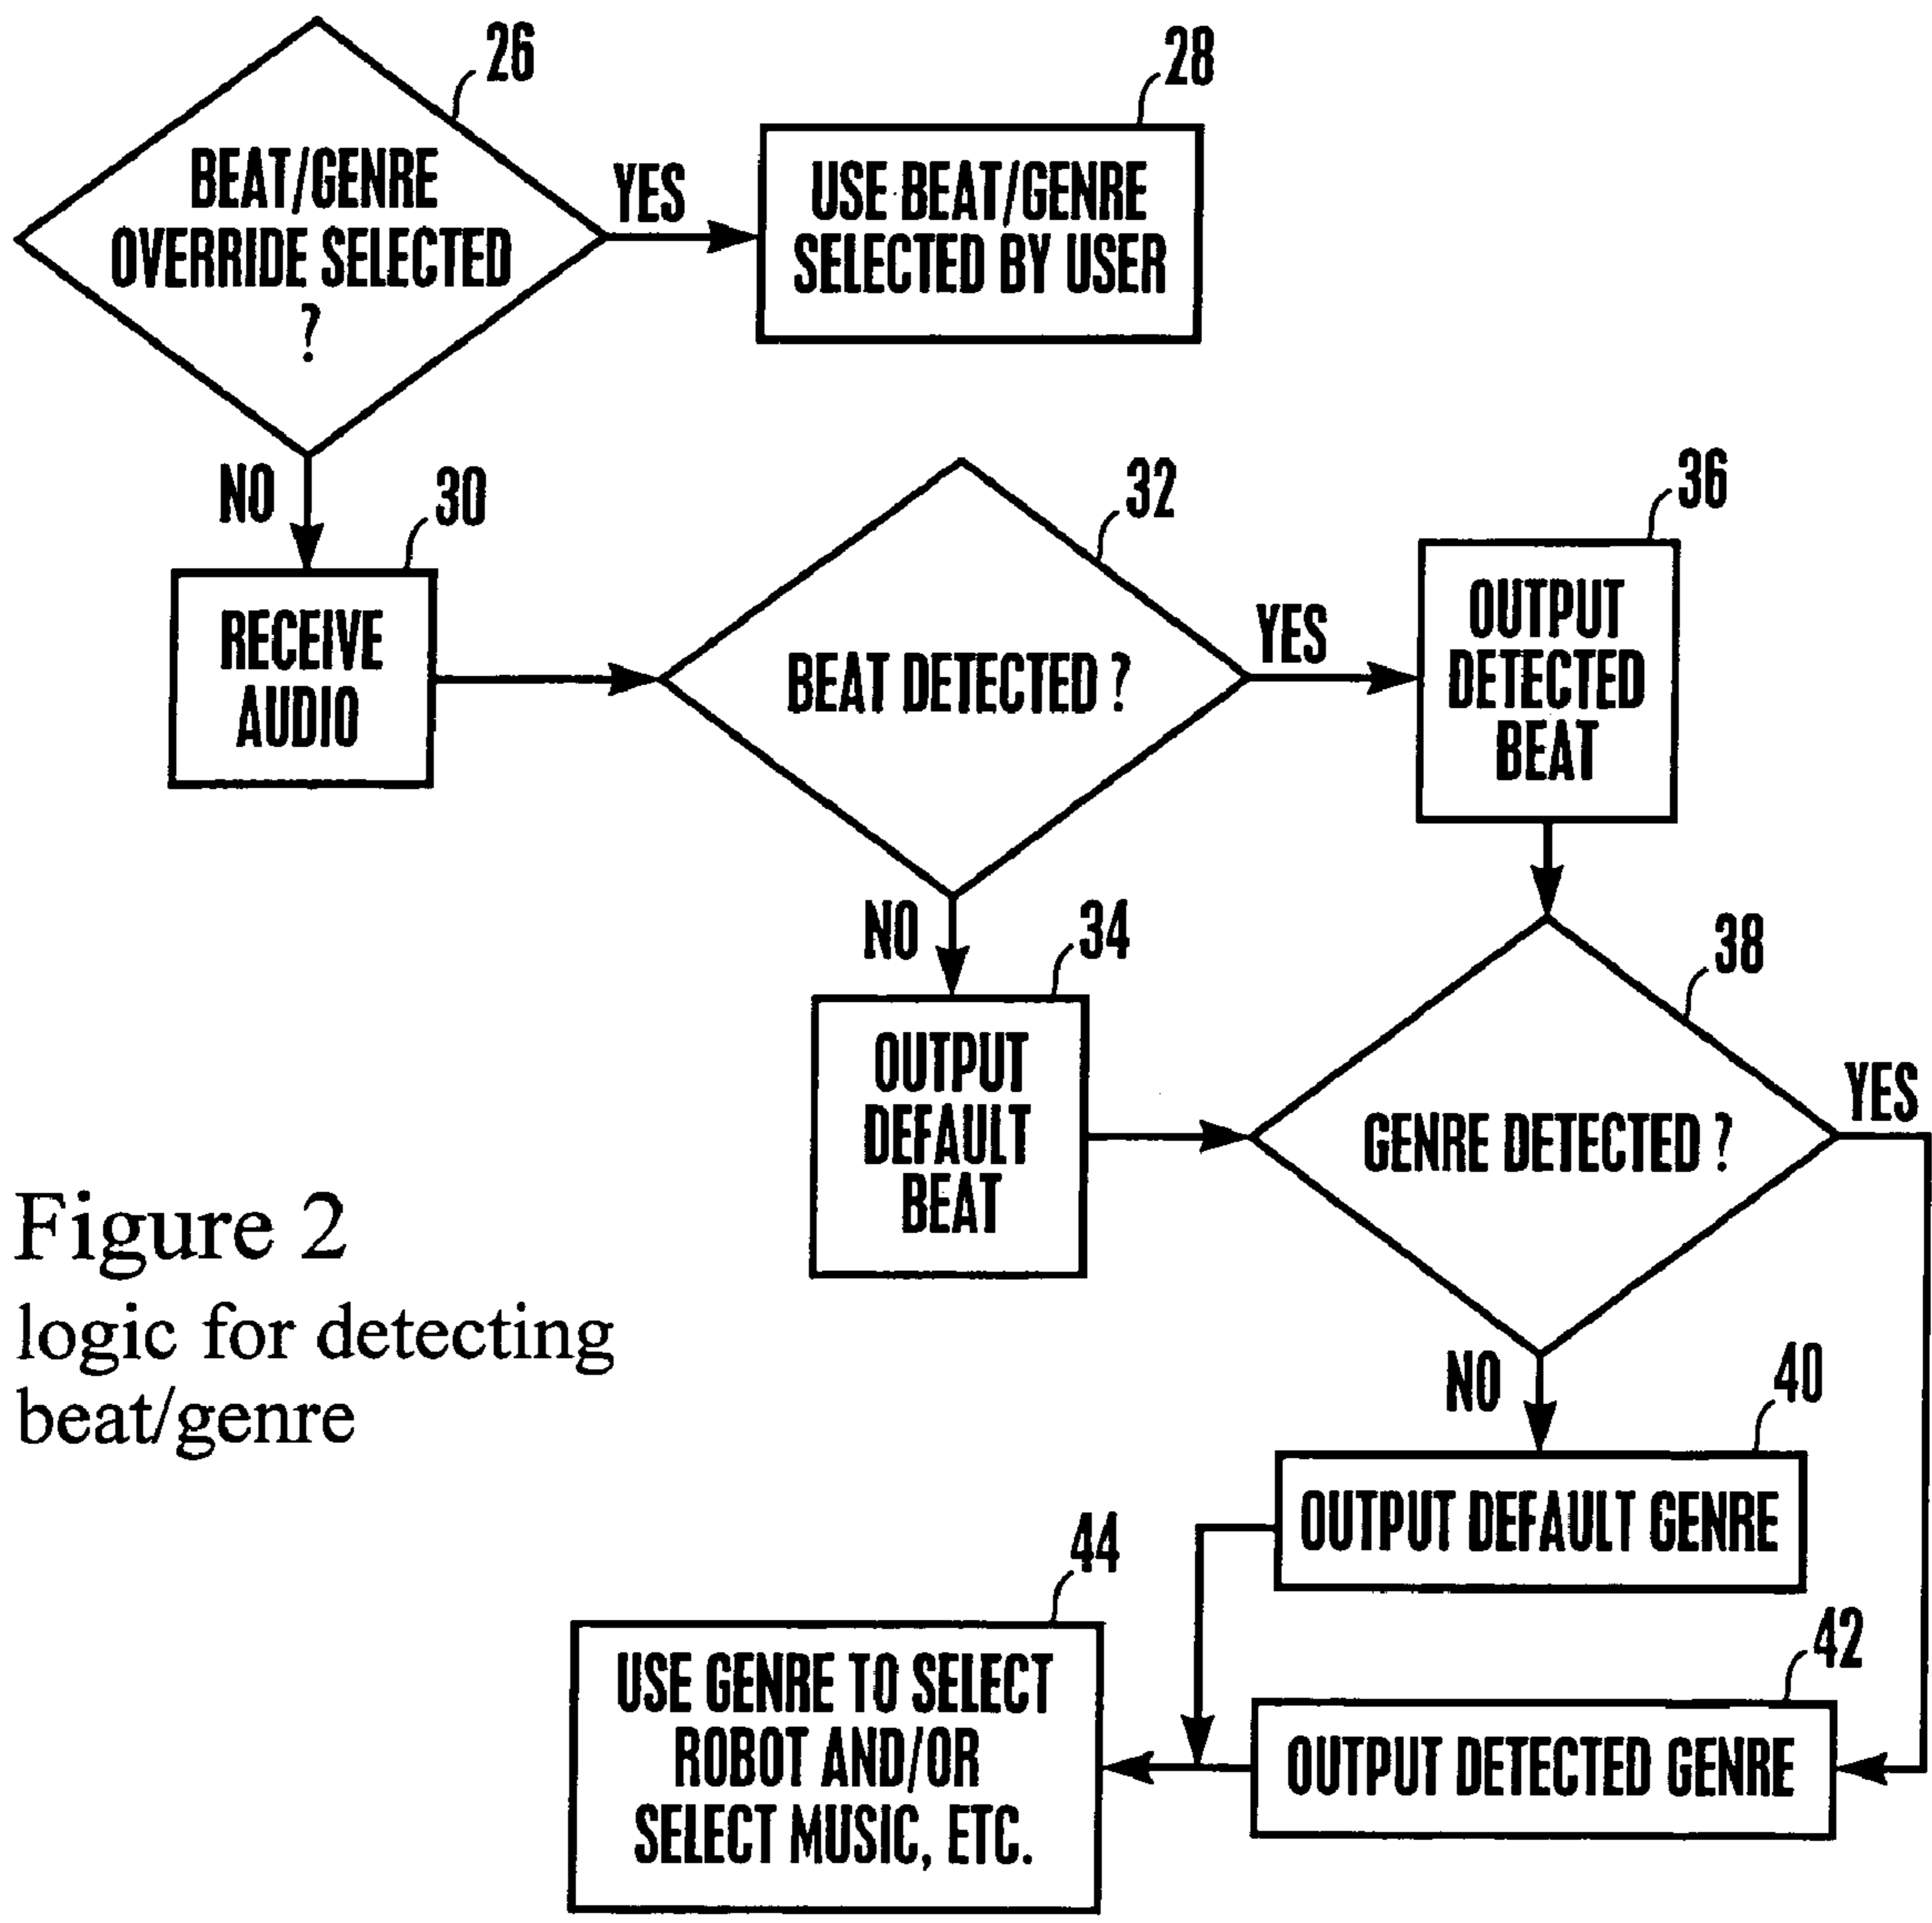 26
BEAT/GENRE
OVERRIDE SELECTED
?
YES
28
USE BEAT/GENRE
SELECTED BY USER
NO
30
RECEIVE
AUDIO
32
BEAT DETECTED ?
YES
36
OUTPUT
DETECTED
BEAT
NO
34
OUTPUT
DEFAULT
BEAT
38
GENRE DETECTED ?
YES
NO
40
OUTPUT DEFAULT GENRE
42
OUTPUT DETECTED GENRE
44
USE GENRE TO SELECT
ROBOT AND/OR
SELECT MUSIC, ETC.
Figure 2
logic for detecting
beat/genre